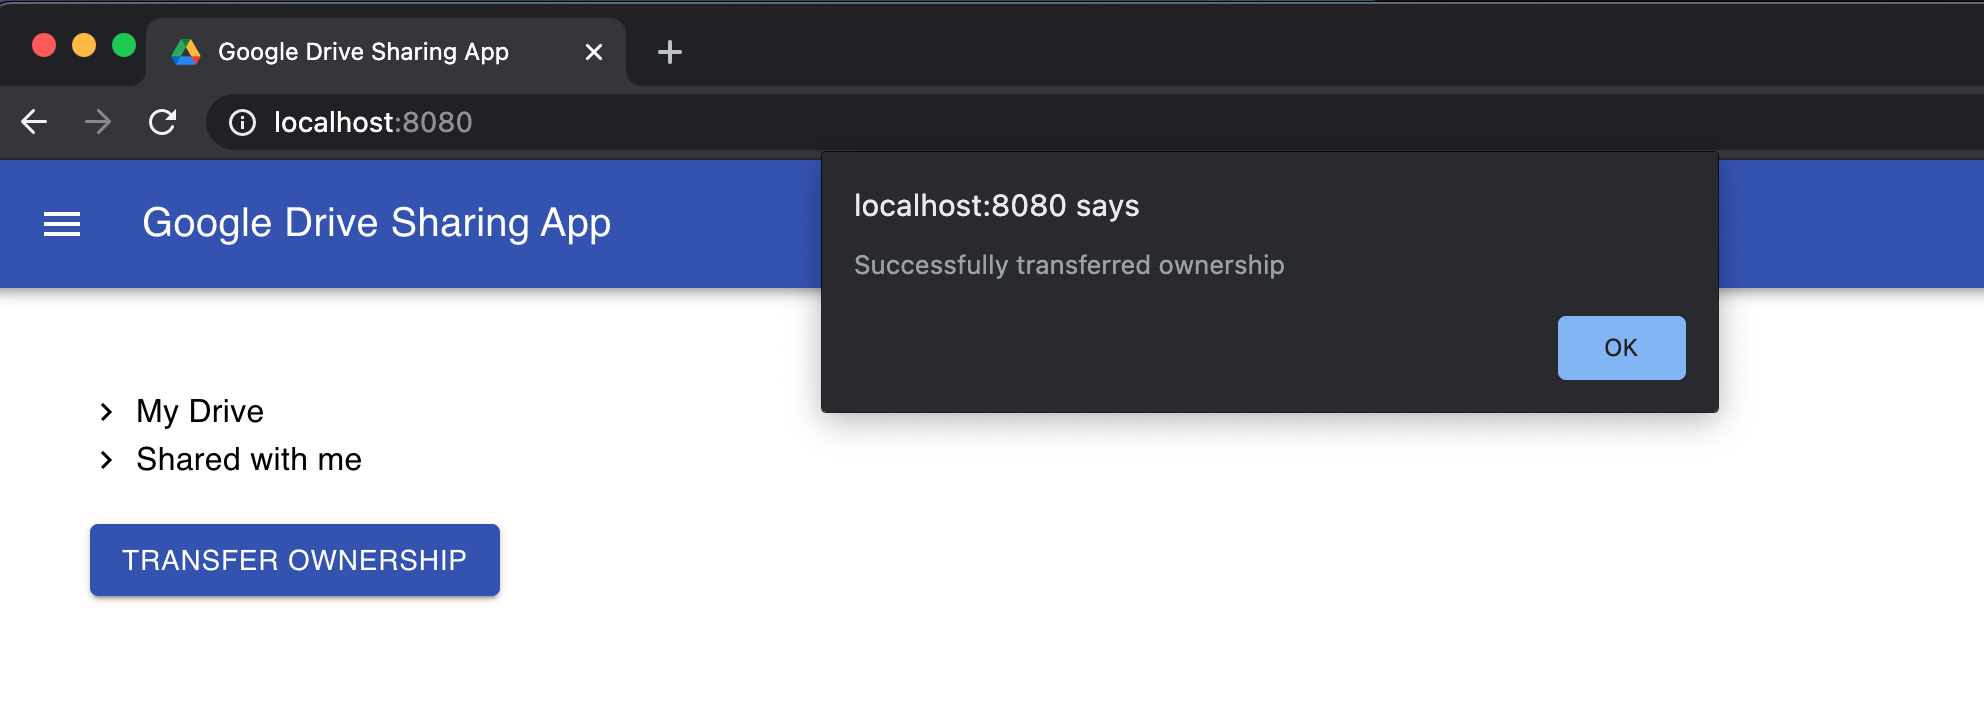 Google Drive Sharing App
localhost:8080
Google Drive Sharing App
localhost:8080 says
Successfully transferred ownership
OK
My Drive
Shared with me
TRANSFER OWNERSHIP